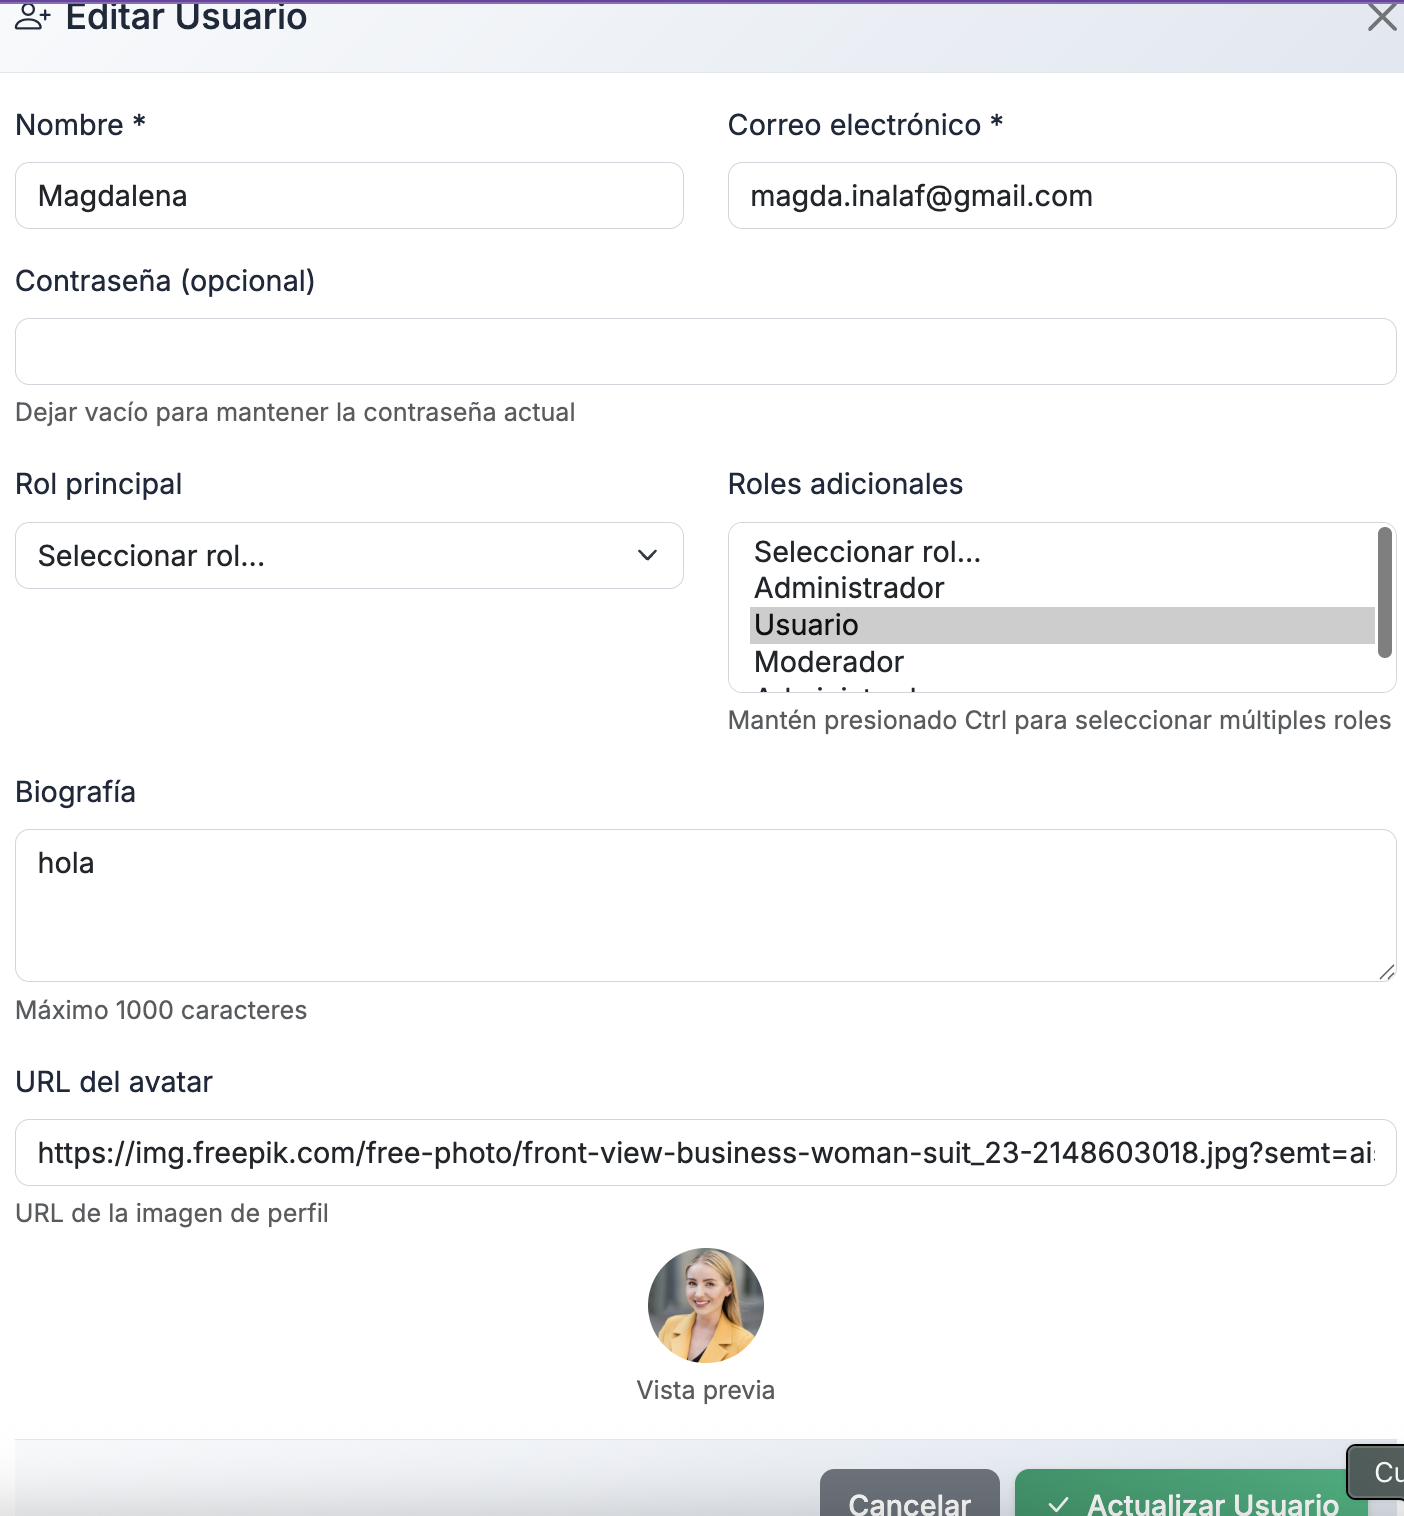 Editar Usuario
Nombre *
Correo electrónico *
Magdalena
magda.inalaf@gmail.com
Contraseña (opcional)
Dejar vacío para mantener la contraseña actual
Rol principal
Roles adicionales
Seleccionar rol...
Seleccionar rol...
Administrador
Usuario
Moderador
Mantén presionado Ctrl para seleccionar múltiples roles
Biografía
hola
Máximo 1000 caracteres
URL del avatar
https://img.freepik.com/free-photo/front-view-business-woman-suit_23-2148603018.jpg?semt=ai
URL de la imagen de perfil
Vista previa
Cancelar
Actualizar Usuario
Cu